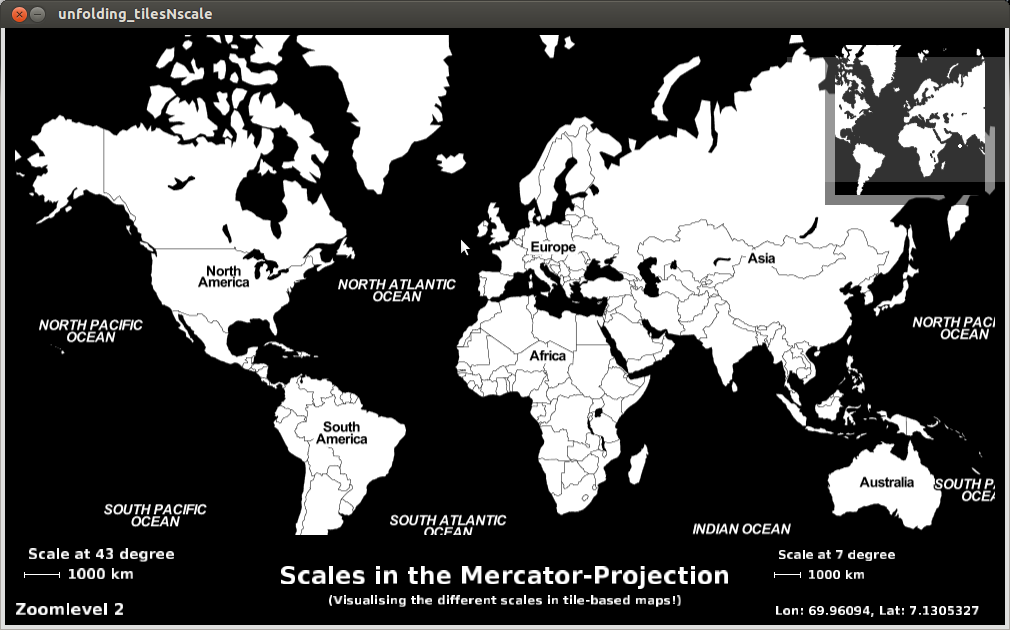 unfolding_tilesNscale
Europe
Asia
North
America
NORTH ATLANTIC
OCEAN
NORTH PACIFIC
OCEAN
NORTH PACI
OCEAN
Africa
South
America
Australia
SOUTH P
OCEA
SOUTH PACIFIC
OCEAN
SOUTH ATLANTIC
OCEAN
INDIAN OCEAN
Scale at 43 degree
1000 km
Scale at 7 degree
1000 km
Scales in the Mercator-Projection
(Visualising the different scales in tile-based maps!)
Zoomlevel 2
Lon: 69.96094, Lat: 7.1305327